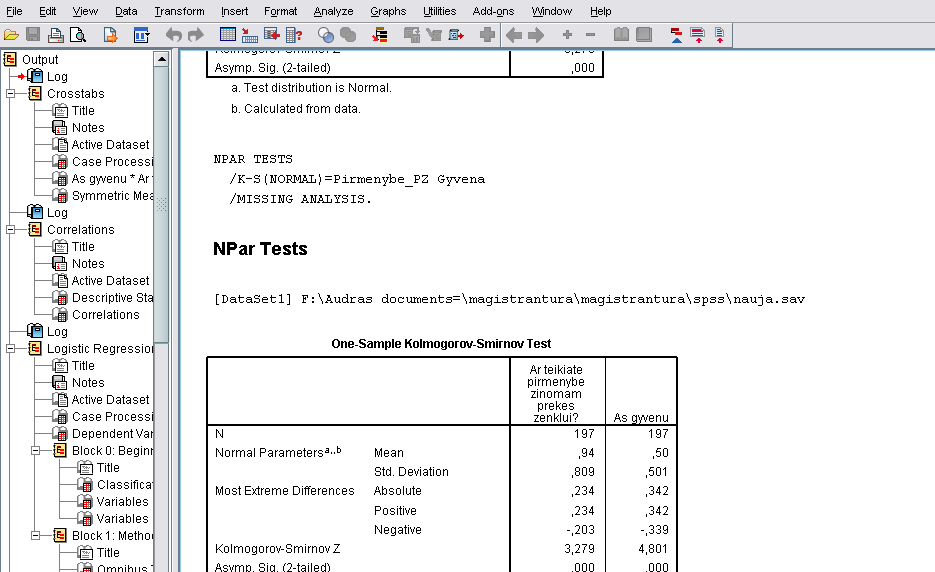 File Edit View Data Transform Insert Format Analyze Graphs Utilities Add-ons Window Help
Output
Log
Crosstabs
Title
Notes
Active Dataset
Case Processi
As gyvenu * Ar
Symmetric Mea
Log
Correlations
Title
Notes
Active Dataset
Descriptive Sta
Correlations
Log
Logistic Regression
Title
Notes
Active Dataset
Case Processi
Dependent Var
Block 0: Beginn
Title
Classifica
Variables
Variables
Block 1: Metho
Title
Omnibus
Kolmogorov-Smirnov Z
Asymp. Sig. (2-tailed) ,000
a. Test distribution is Normal.
b. Calculated from data.
NPAR TESTS
/K-S(NORMAL)=Pirmenybe_PZ Gyvena
/MISSING ANALYSIS.
NPar Tests
[DataSet1] F:\Audras documents=\magistrantura\magistrantura\spss\nauja.sav
One-Sample Kolmogorov-Smirnov Test
Ar teikiate
pirmenybe
zinomam
prekes
zenklui? As gyvenu
N 197 197
Normal Parametersa,,b Mean ,94 ,50
Std. Deviation ,809 ,501
Most Extreme Differences Absolute ,234 ,342
Positive ,234 ,342
Negative -,203 -,339
Kolmogorov-Smirnov Z 3,279 4,801
Asymp. Sig. (2-tailed) ,000 ,000